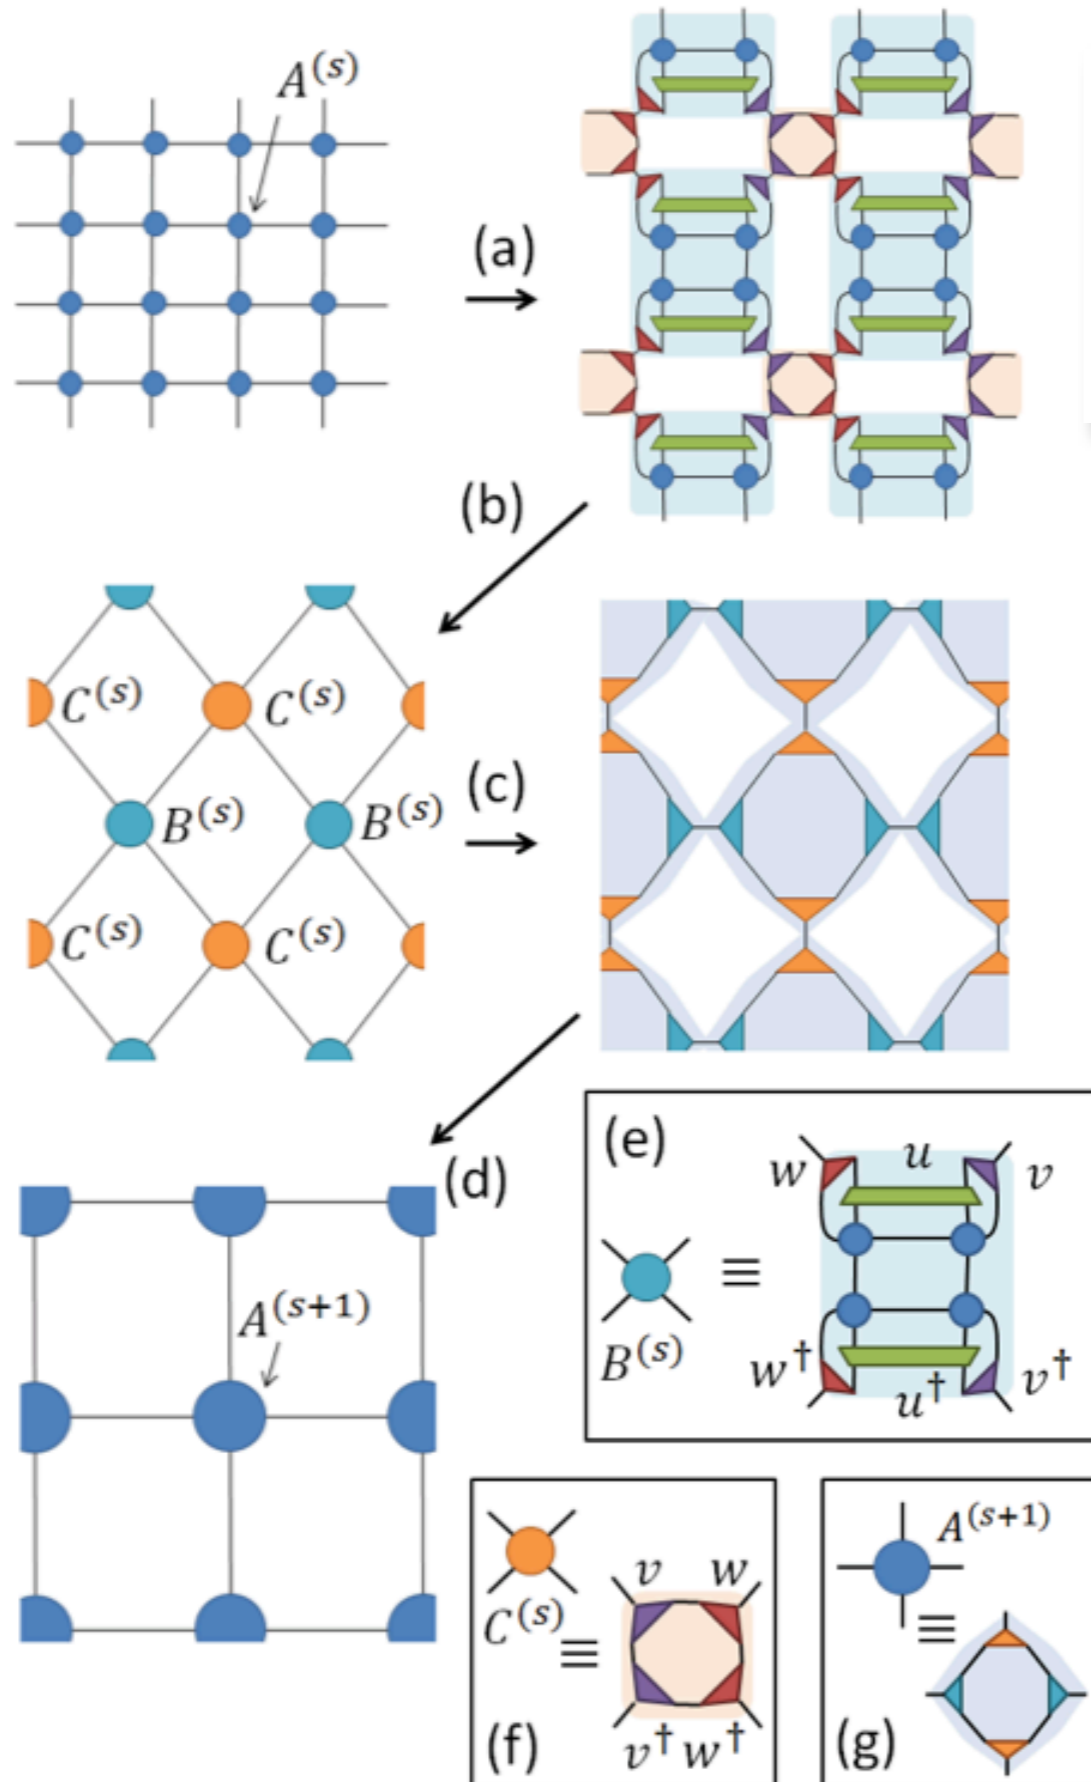 A^(s)
(a)
(b)
C^(s) C^(s)
B^(s) B^(s)
(c)
C^(s) C^(s)
(d)
A^(s+1)
(e)
w u v
≡
B^(s)
w† u† v†
(f)
C^(s)
≡
v w
v† w†
(g)
A^(s+1)
≡